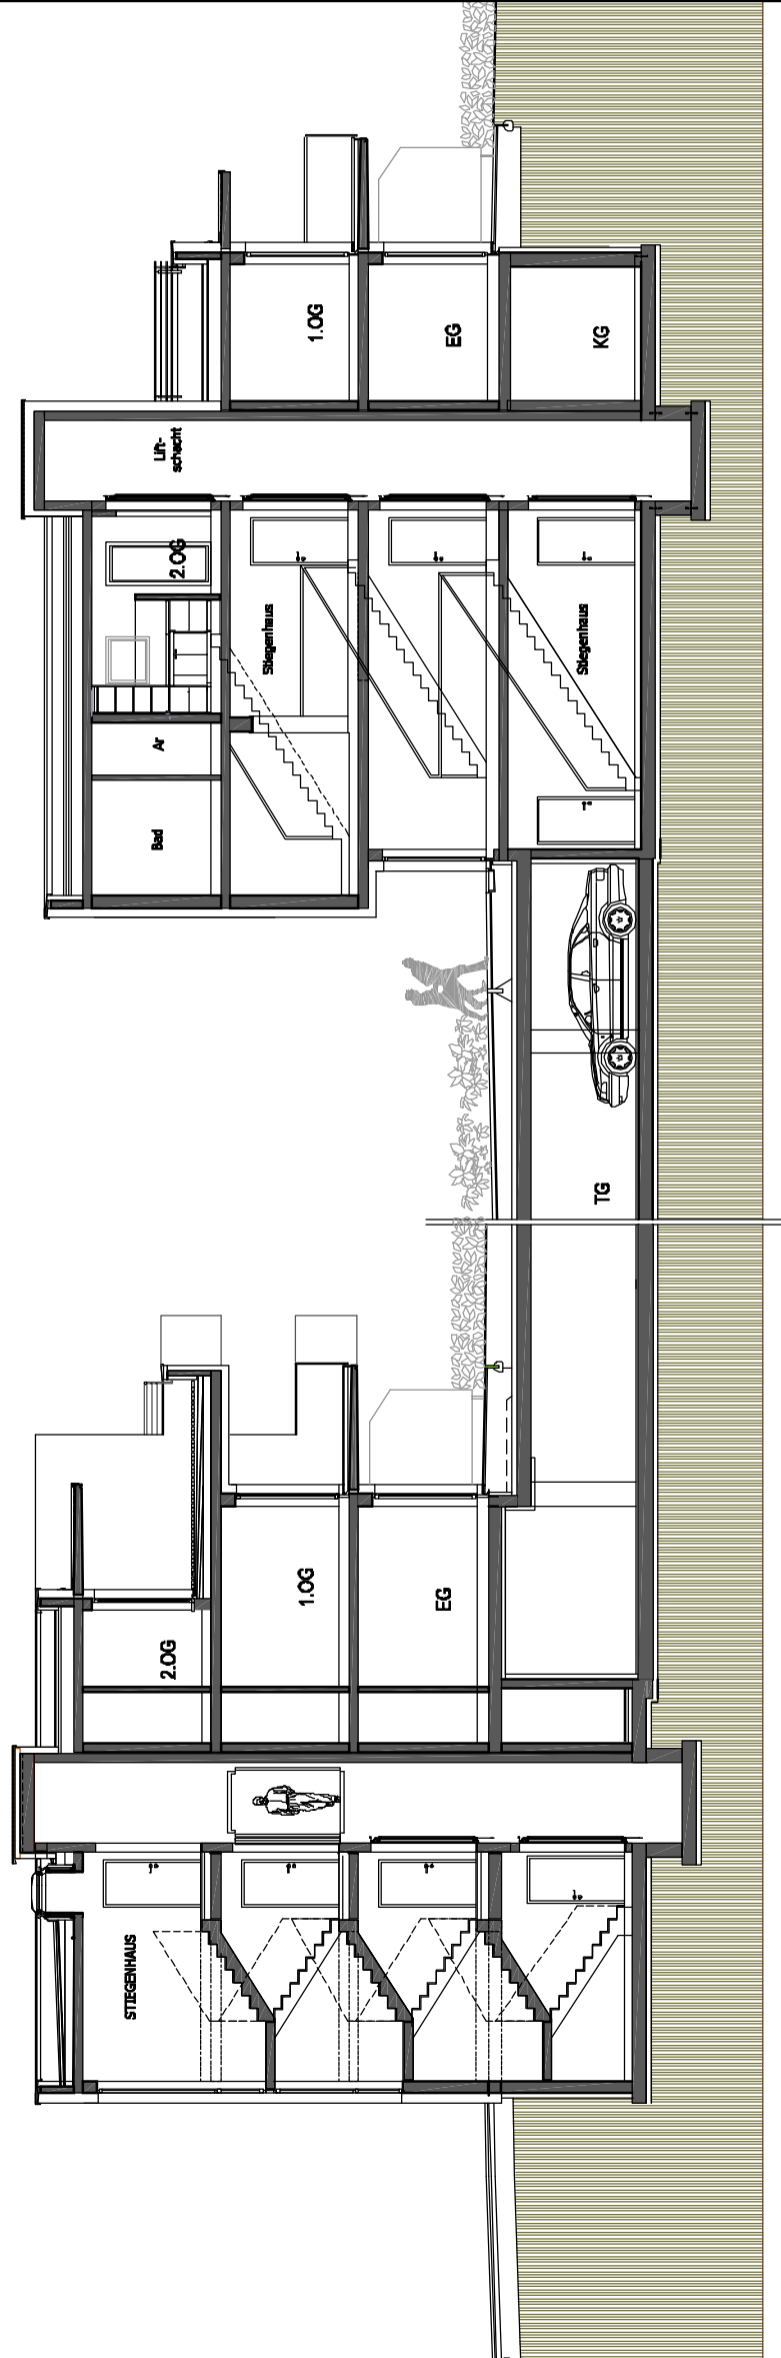 STIEGENHAUS
2.OG
1.OG
EG
TG
Bad
Ar
2.OG
Stiegenhaus
Stiegenhaus
Lift-
schacht
1.OG
EG
KG